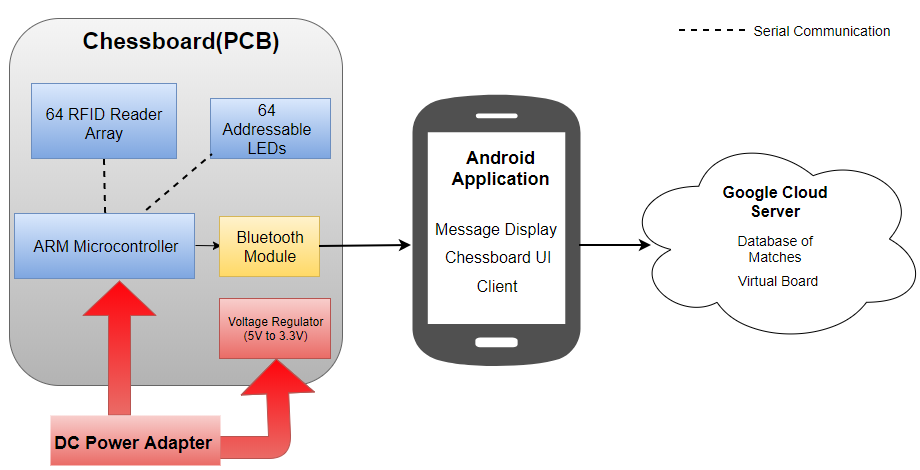 Chessboard(PCB)
Serial Communication
64 RFID Reader
Array
64
Addressable
LEDs
ARM Microcontroller
Bluetooth
Module
Voltage Regulator
(5V to 3.3V)
DC Power Adapter
Android
Application
Message Display
Chessboard UI
Client
Google Cloud
Server
Database of
Matches
Virtual Board